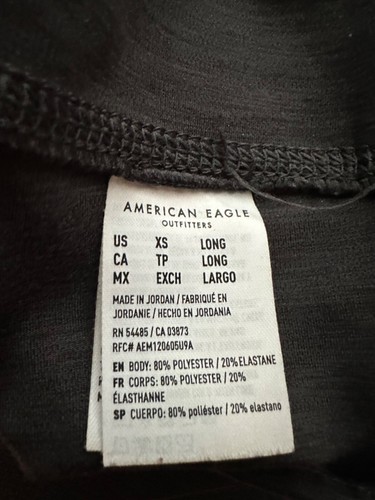 AMERICAN EAGLE
OUTFITTERS
US XS LONG
CA TP LONG
MX EXCH LARGO
MADE IN JORDAN / FABRIQUÉ EN
JORDANIE / HECHO EN JORDANIA
RN 54485 / CA 03873
RFC# AEM120605U9A
EN BODY: 80% POLYESTER / 20% ELASTANE
FR CORPS: 80% POLYESTER / 20%
ÉLASTHANNE
SP CUERPO: 80% poliéster / 20% elastano